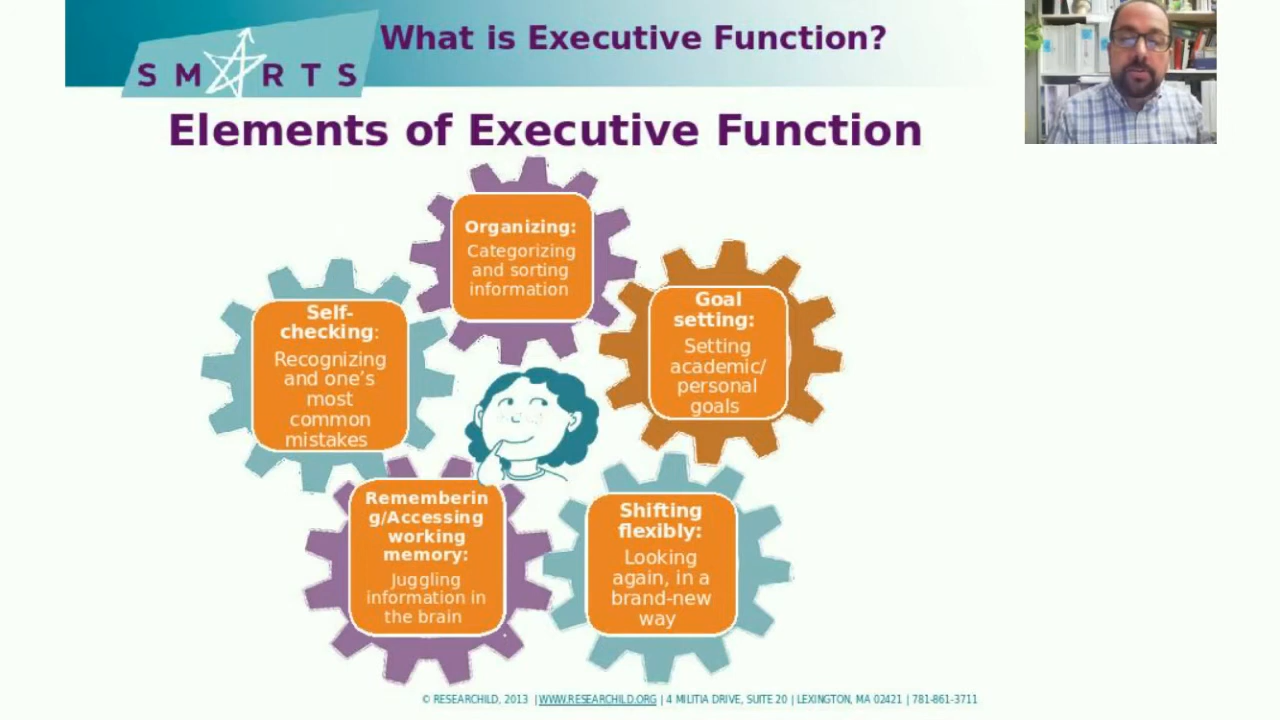 What is Executive Function?
SMARTS
Elements of Executive Function
Organizing:
Categorizing
and sorting
information
Goal
setting:
Setting
academic/
personal
goals
Self-
checking:
Recognizing
and one's
most
common
mistakes
Rememberin
g/Accessing
working
memory:
Juggling
information in
the brain
Shifting
flexibly:
Looking
again, in a
brand-new
way
© RESEARCHILD, 2013 | WWW.RESEARCHILD.ORG | 4 MILITIA DRIVE, SUITE 20 | LEXINGTON, MA 02421 | 781-861-3711